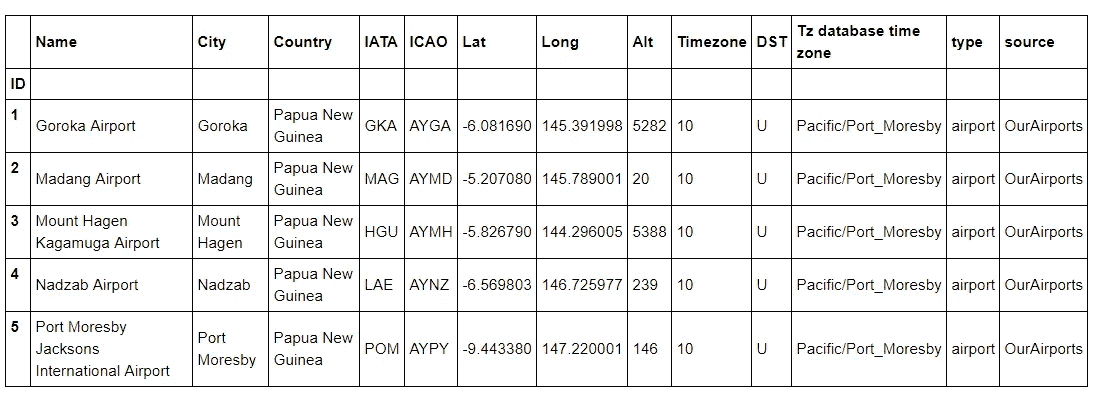 Name City Country IATA ICAO Lat Long Alt Timezone DST Tz database time zone type source
ID
1 Goroka Airport Goroka Papua New Guinea GKA AYGA -6.081690 145.391998 5282 10 U Pacific/Port_Moresby airport OurAirports
2 Madang Airport Madang Papua New Guinea MAG AYMD -5.207080 145.789001 20 10 U Pacific/Port_Moresby airport OurAirports
3 Mount Hagen Kagamuga Airport Mount Hagen Papua New Guinea HGU AYMH -5.826790 144.296005 5388 10 U Pacific/Port_Moresby airport OurAirports
4 Nadzab Airport Nadzab Papua New Guinea LAE AYNZ -6.569803 146.725977 239 10 U Pacific/Port_Moresby airport OurAirports
5 Port Moresby Jacksons International Airport Port Moresby Papua New Guinea POM AYPY -9.443380 147.220001 146 10 U Pacific/Port_Moresby airport OurAirports